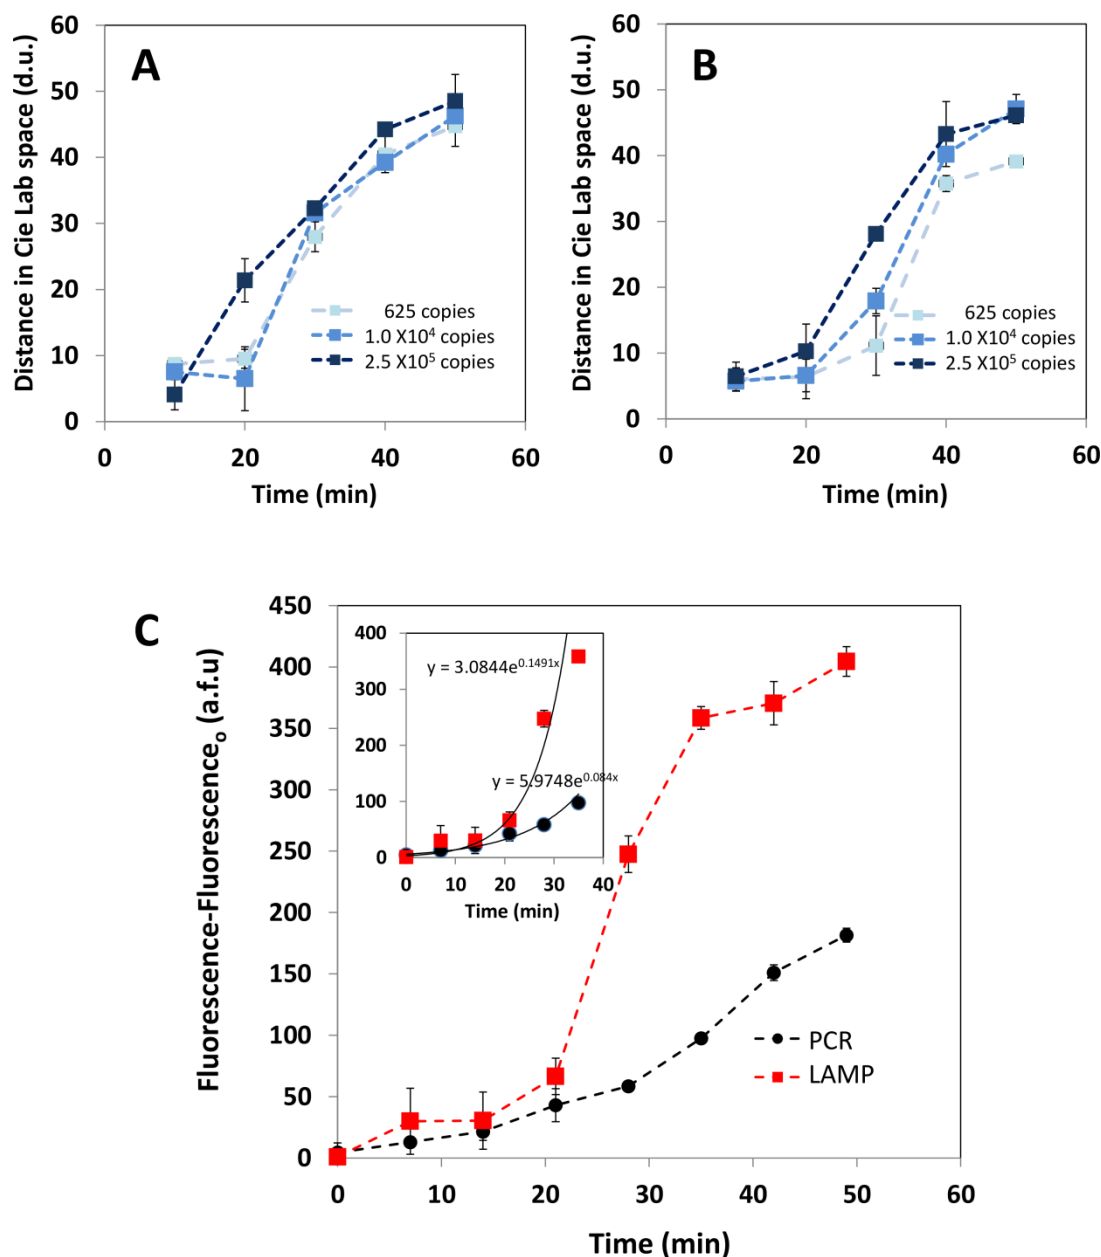 A
Distance in Cie Lab space (d.u.)
60
50
40
30
20
10
0
625 copies
1.0 X10⁴ copies
2.5 X10⁵ copies
0 20 40 60
Time (min)
B
Distance in Cie Lab space (d.u.)
60
50
40
30
20
10
0
625 copies
1.0 X10⁴ copies
2.5 X10⁵ copies
0 20 40 60
Time (min)
C
Fluorescence-Fluorescenceₒ (a.f.u)
450
400
350
300
250
200
150
100
50
0
400
300
200
100
0
y = 3.0844e^0.1491x
y = 5.9748e^0.084x
0 10 20 30 40
Time (min)
PCR
LAMP
0 10 20 30 40 50 60
Time (min)